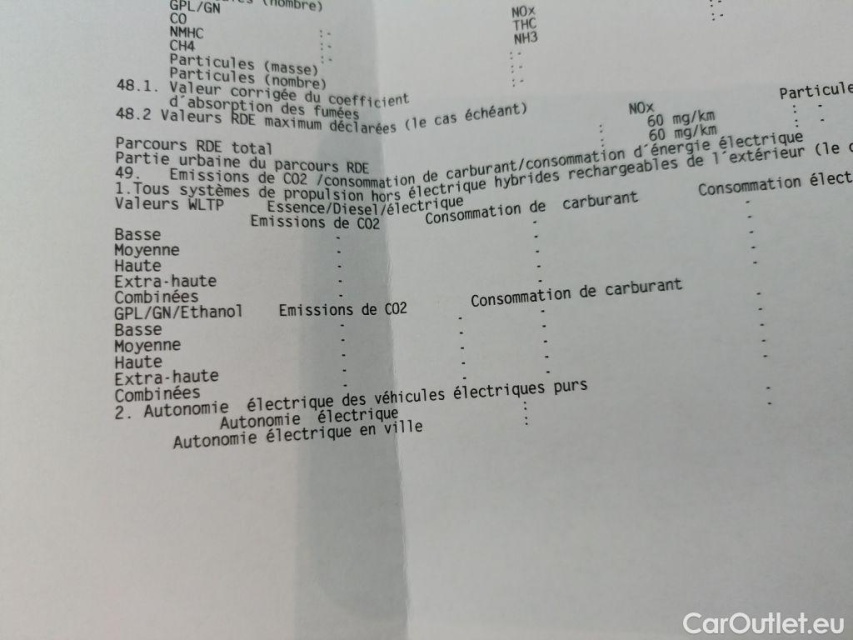 (nombre)
GPL/GN
CO NOx
NMHC :- THC :-
CH4 :- NH3
Particules (masse) :-
Particules (nombre) :-
48.1. Valeur corrigée du coefficient
d´absorption des fumées
48.2 Valeurs RDE maximum déclarées (le cas échéant) NOx Particule
Parcours RDE total : 60 mg/km : -
Partie urbaine du parcours RDE : 60 mg/km : -
49. Emissions de CO2 /consommation de carburant/consommation d´énergie électrique
1.Tous systèmes de propulsion hors électrique hybrides rechargeables de l´extérieur (le c
Valeurs WLTP Essence/Diesel/électrique
Emissions de CO2 Consommation de carburant Consommation élect
Basse - - -
Moyenne - - -
Haute - - -
Extra-haute - - -
Combinées - - -
GPL/GN/Ethanol Emissions de CO2 Consommation de carburant
Basse - - - -
Moyenne - - - -
Haute - - - -
Extra-haute - - - -
Combinées - - - -
2. Autonomie électrique des véhicules électriques purs
Autonomie électrique : -
Autonomie électrique en ville : -
CarOutlet.eu